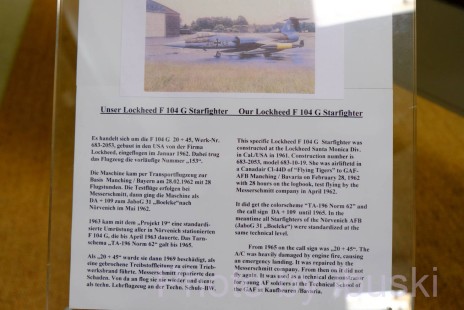 Unser Lockheed F 104 G Starfighter
Es handelt sich um die F 104 G 20 + 45, Werk-Nr.
683-2053, gebaut in den USA von der Firma
Lockheed, eingeflogen im Januar 1962. Dabei trug
das Flugzeug die vorläufige Nummer „153“.
Die Maschine kam per Transportflugzeug zur
Basis Manching / Bayern am 28.02.1962 mit 28
Flugstunden. Die Testflüge erfolgen bei
Messerschmitt, dann ging die Maschine als
DA + 109 zum JaboG 31 „Boelcke“ nach
Nörvenich im Mai 1962.
1963 kam mit dem „Projekt 19“ eine standardi-
sierte Umrüstung aller in Nörvenich stationierten
F 104 G, die bis April 1963 dauerte. Das Tarn-
schema „TA-196 Norm 62“ galt bis 1965.
Als „20 + 45“ wurde sie dann 1969 beschädigt, als
eine gebrochene Treibstoffleitung zu einem Trieb-
werksbrand führte. Messerschmitt reparierte den
Schaden. Von da an flog sie nie wieder und diente
als techn. Lehrflugzeug an der Techn. Schule-BW.
Our Lockheed F 104 G Starfighter
This specific Lockheed F 104 G Starfighter was
constructed at the Lockheed Santa Monica Div.
in Cal./USA in 1961. Construction number is
683-2053, model 683-10-19. She was airlifted in
a Canadair Cl-44D of “Flying Tigers” to GAF-
AFB Manching / Bavaria on February 28, 1962
with 28 hours on the logbook, test flying by the
Messerschmitt company in April 1962.
It did get the colorscheme “TA-196 Norm 62” and
the call sign DA + 109 until 1965. In the
meantime all Starfighters of the Nörvenich AFB
(JaboG 31 „Boelcke“) were standardized at the
same technical level.
From 1965 on the call sign was „20 + 45“. The
A/C was heavily damaged by engine fire, causing
an emergency landing. It was repaired by the
Messerschmitt company. From then on it did not
fly again. It was used as a technical demonstrator
for young AF soldiers at the Technical School of
the GAF at Kaufbeuren / Bavaria.